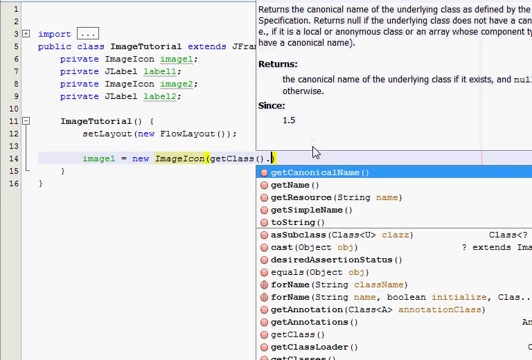 1
2
3 import ...
5 public class ImageTutorial extends JFra
6 private ImageIcon image1;
7 private JLabel label1;
8 private ImageIcon image2;
9 private JLabel label2;
10
11 ImageTutorial() {
12 setLayout(new FlowLayout());
13
14 image1 = new ImageIcon(getClass().)
15 }
16 }
Returns the canonical name of the underlying class as defined by the
Specification. Returns null if the underlying class does not have a can
e., if it is a local or anonymous class or an array whose component ty
have a canonical name).
Returns:
the canonical name of the underlying class if it exists, and nul
otherwise.
Since:
1.5
getCanonicalName()
getName()
getResource(String name)
getSimpleName()
toString()
asSubclass(Class<U> clazz) Class<?
cast(Object obj) ? extends Ima
desiredAssertionStatus()
equals(Object obj)
forName(String className)
forName(String name, boolean initialize, Clas...
getAnnotation(Class<A> annotationClass)
getAnnotations() An
getClass()
getClassLoader()
getClasses()